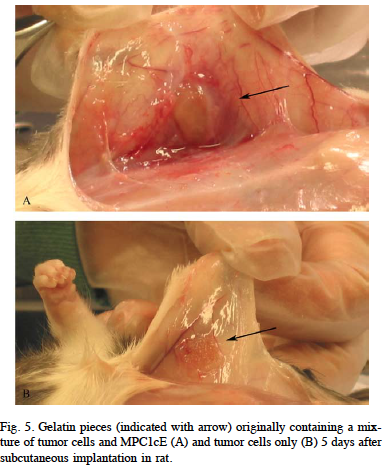 A
B
Fig. 5. Gelatin pieces (indicated with arrow) originally containing a mix-
ture of tumor cells and MPC1cE (A) and tumor cells only (B) 5 days after
subcutaneous implantation in rat.